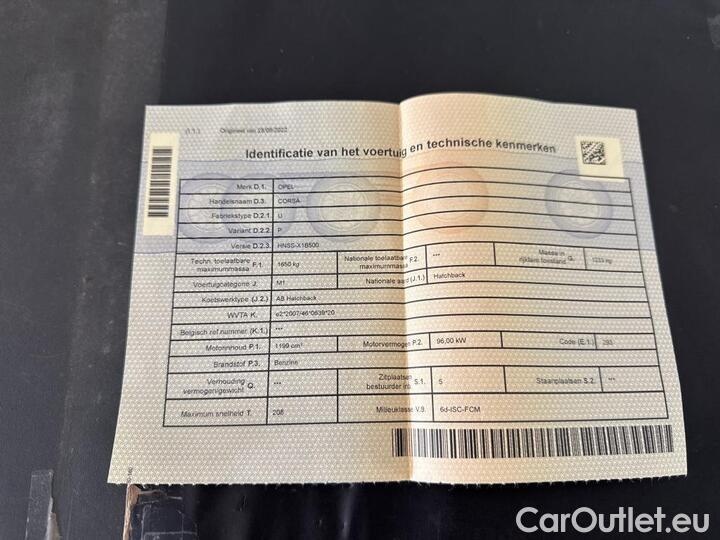 (I.1.) Origineel van 28/09/2022
Identificatie van het voertuig en technische kenmerken
Merk D.1. OPEL
Handelsnaam D.3. CORSA
Fabriekstype D.2.1. U
Variant D.2.2. P
Versie D.2.3. HNSS-X1B500
Techn. toelaatbare maximummassa F.1. 1650 kg Nationale toelaatbare maximummassa F.2. *** Massa in rijklare toestand G. 1233 kg
Voertuigcategorie J. M1 Nationale aard (J.1.) Hatchback
Koetswerktype (J.2.) AB Hatchback
WVTA K. e2*2007/46*0639*20
Belgisch ref.nummer (K.1.) ***
Motorinhoud P.1. 1199 cm³ Motorvermogen P.2. 96,00 kW Code (E.1.) 293
Brandstof P.3. Benzine
Verhouding vermogen/gewicht Q. *** Zitplaatsen bestuurder inb. S.1. 5 Staanplaatsen S.2. ***
Maximum snelheid T. 208 Milieuklasse V.9. 6d-ISC-FCM
CarOutlet.eu